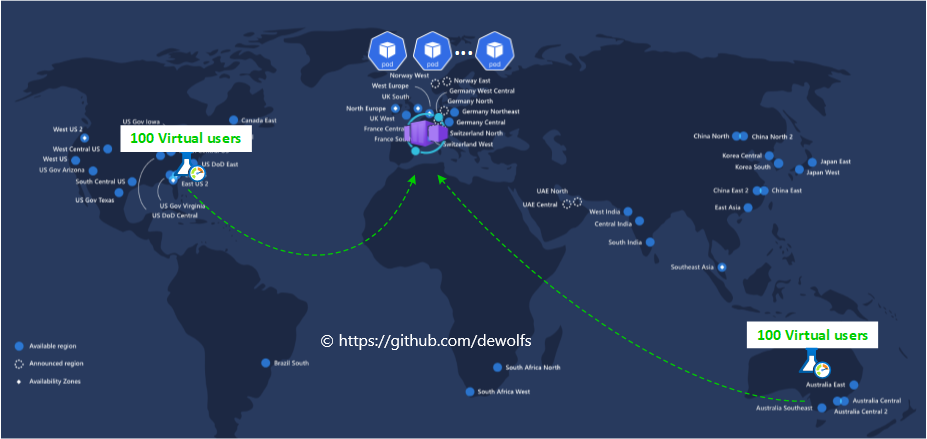 pod
pod
...
pod
Norway West
Norway East
West Europe
Germany West Central
UK South
Germany North
North Europe
Germany Northeast
UK West
Germany Central
France Central
Switzerland North
France Sou
Switzerland West
US Gov Iowa
Canada East
West US 2
100 Virtual users
West Central US
West US
US DoD East
US Gov Arizona
South Central US
East US 2
US Gov Texas
US Gov Virginia
US DoD Central
China North
China North 2
Korea Central
Korea South
Japan East
Japan West
UAE North
UAE Central
China East 2
China East
West India
East Asia
Central India
South India
Southeast Asia
© https://github.com/dewolfs
100 Virtual users
Available region
Announced region
Availability Zones
Brazil South
South Africa North
South Africa West
Australia East
Australia Central
Australia Southeast
Australia Central 2